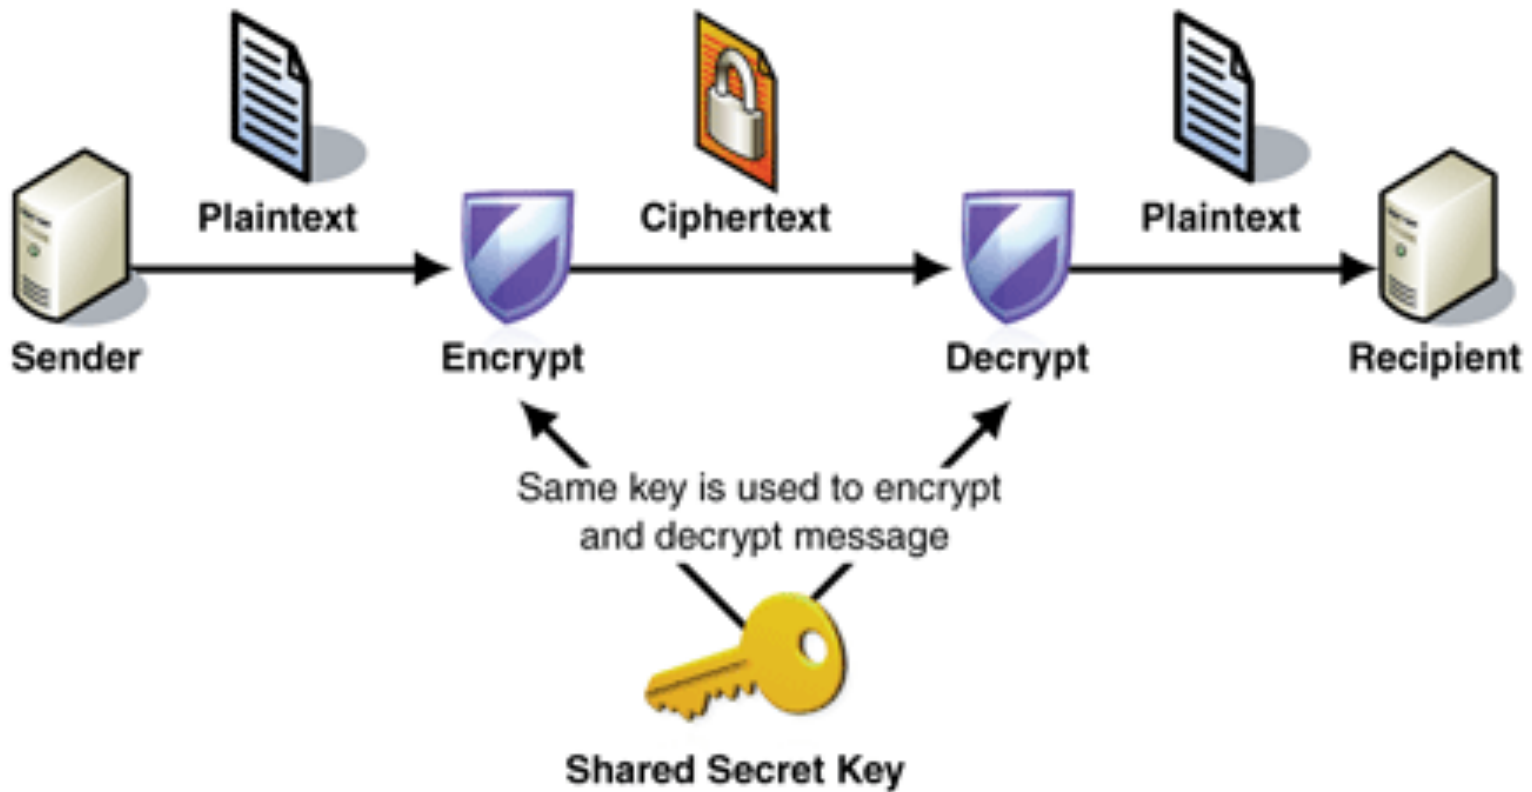 Plaintext
Ciphertext
Plaintext
Sender
Encrypt
Decrypt
Recipient
Same key is used to encrypt
and decrypt message
Shared Secret Key